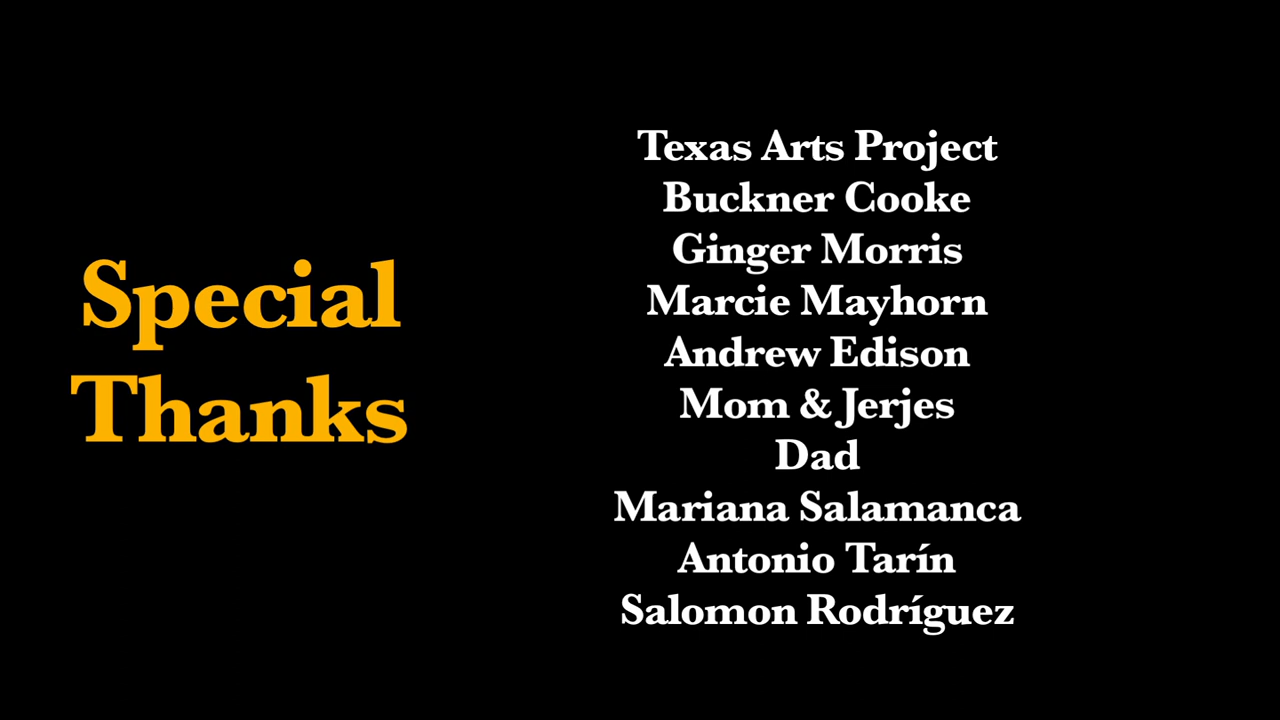 Special
Thanks
Texas Arts Project
Buckner Cooke
Ginger Morris
Marcie Mayhorn
Andrew Edison
Mom & Jerjes
Dad
Mariana Salamanca
Antonio Tarín
Salomon Rodríguez